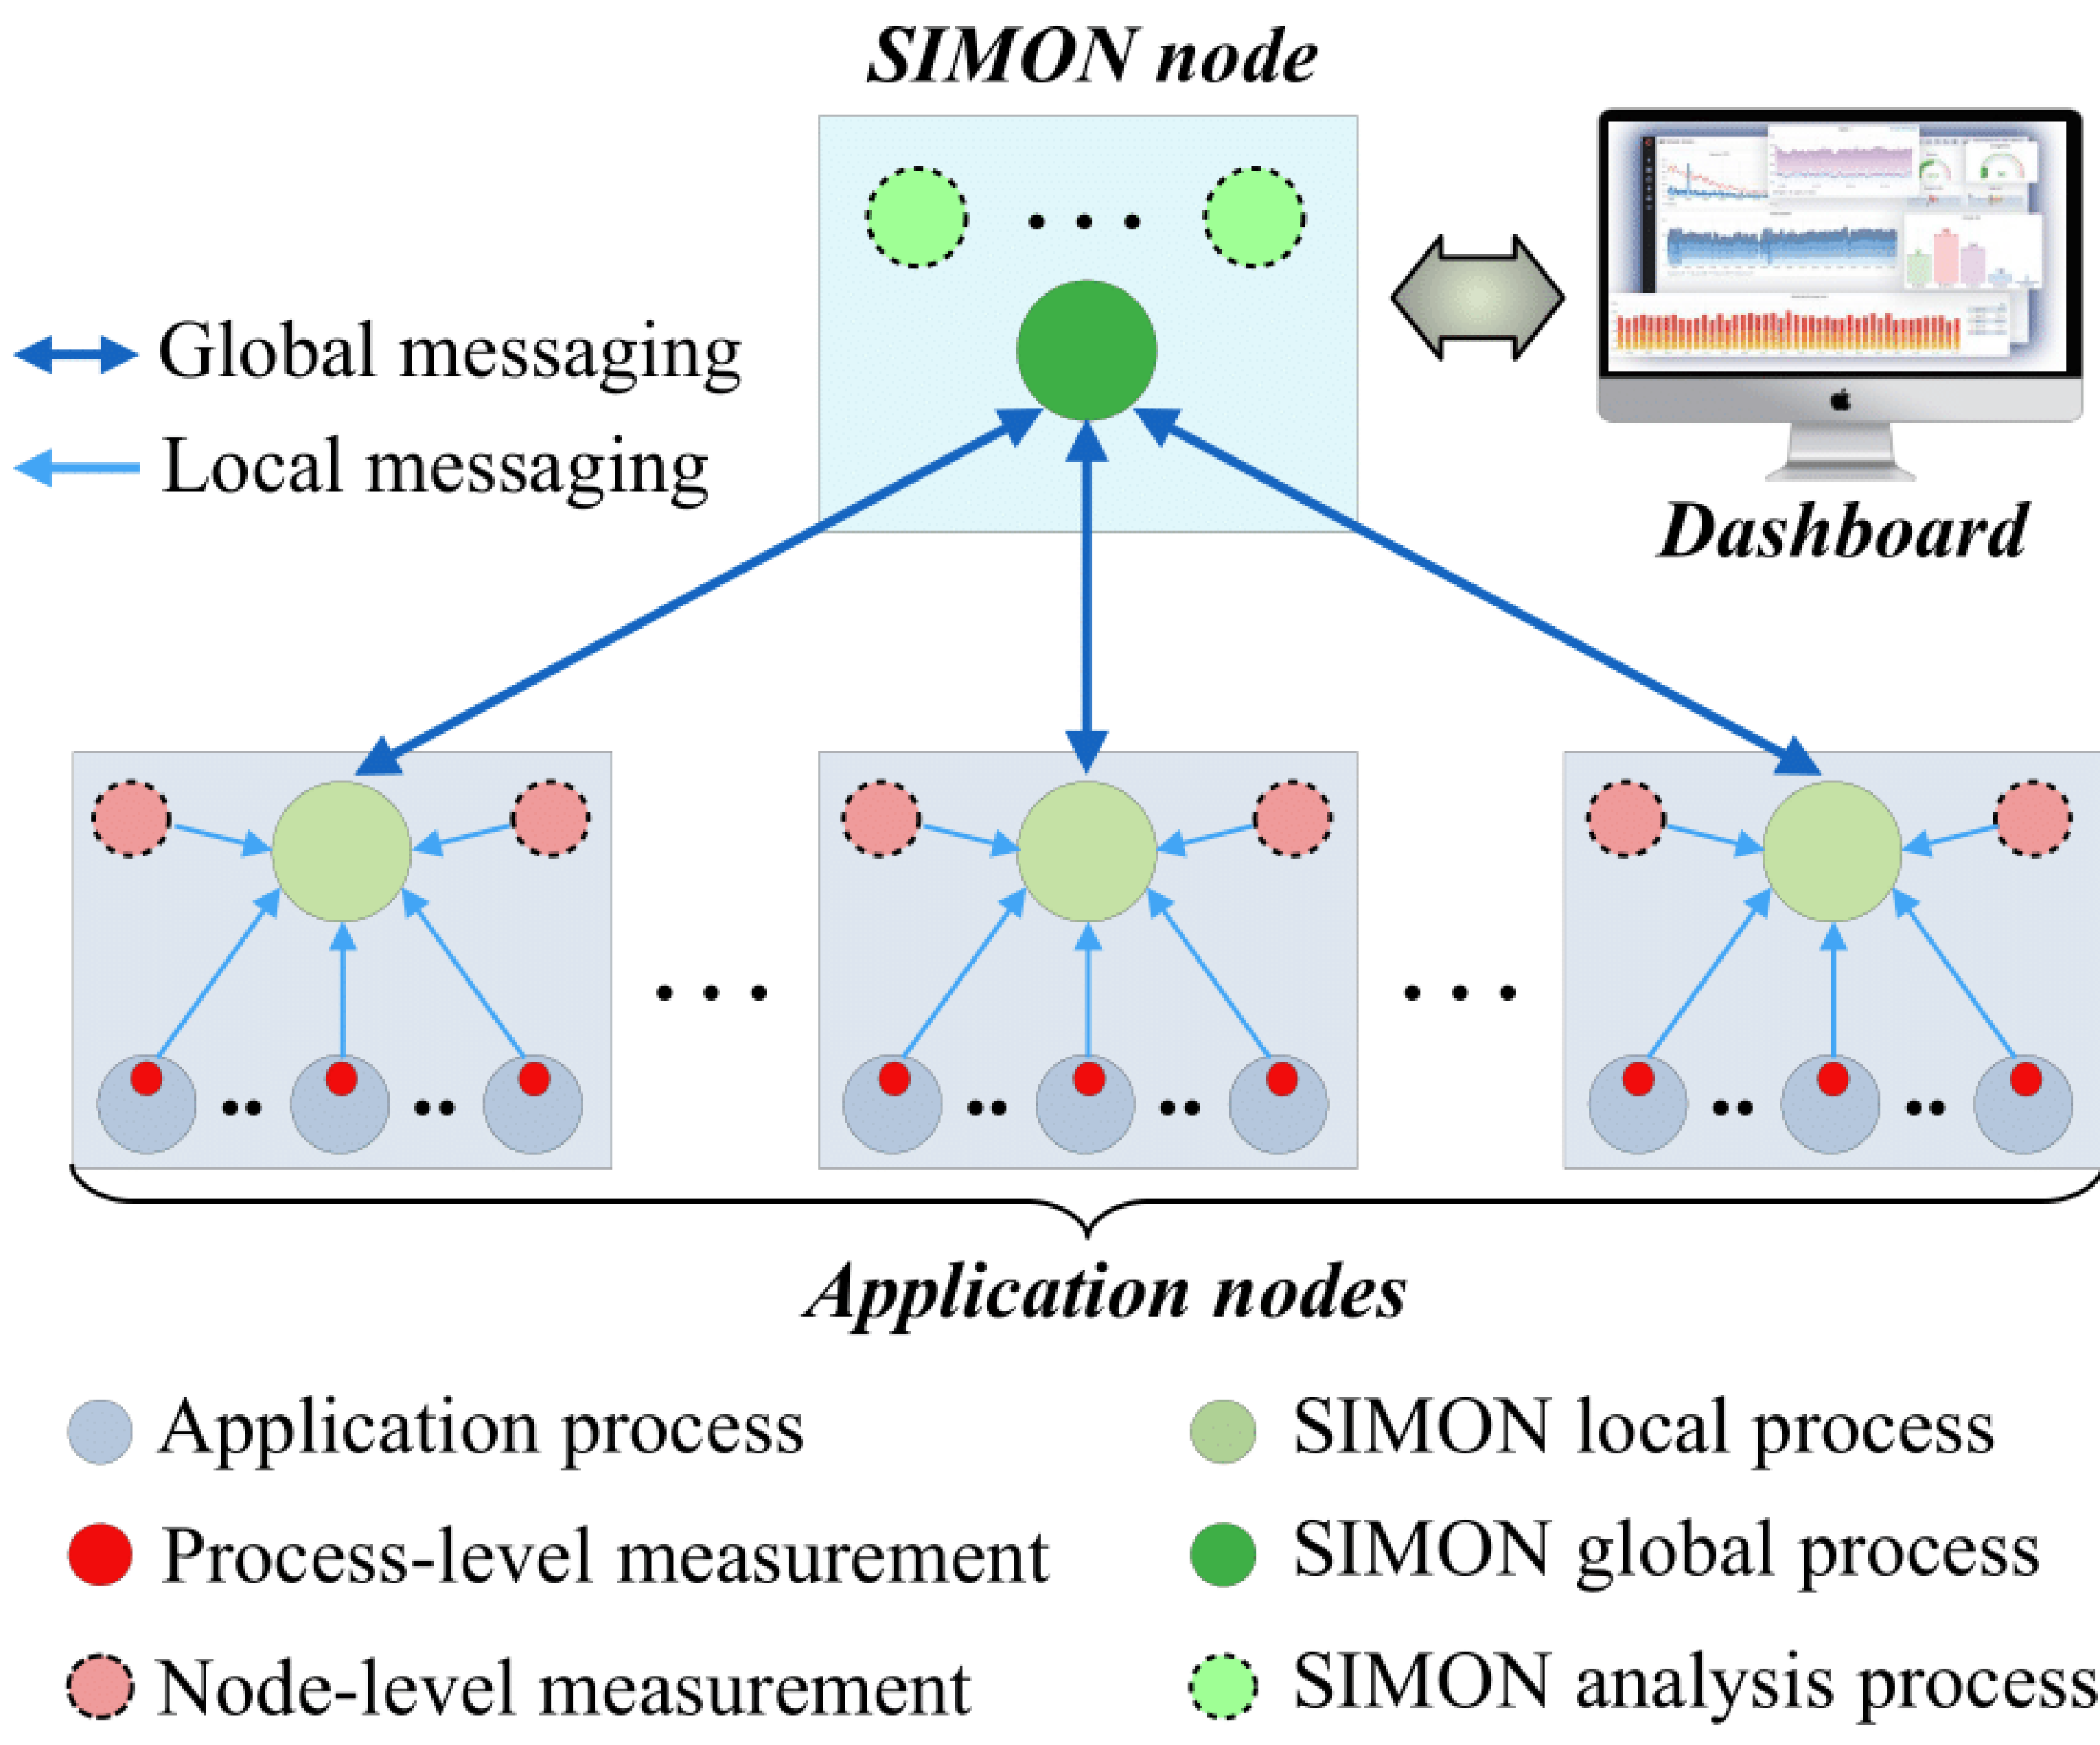 SIMON node
Global messaging
Local messaging
Dashboard
Application nodes
Application process
SIMON local process
Process-level measurement
SIMON global process
Node-level measurement
SIMON analysis process